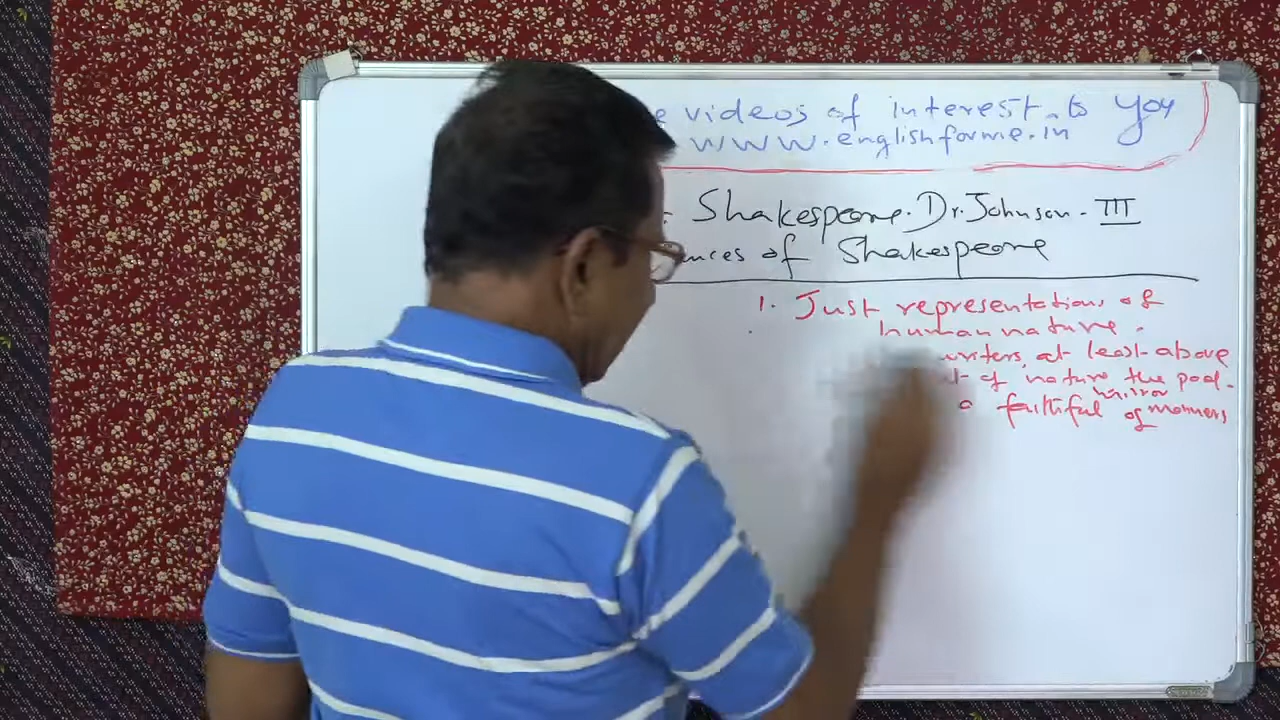 videos of interest to you
www.englishforme.in
Shakespeare. Dr. Johnson - III
of Shakespeare
1. Just representations of
human nature.
writers, at least above
of nature the poet.
mirror
a faithful of manners